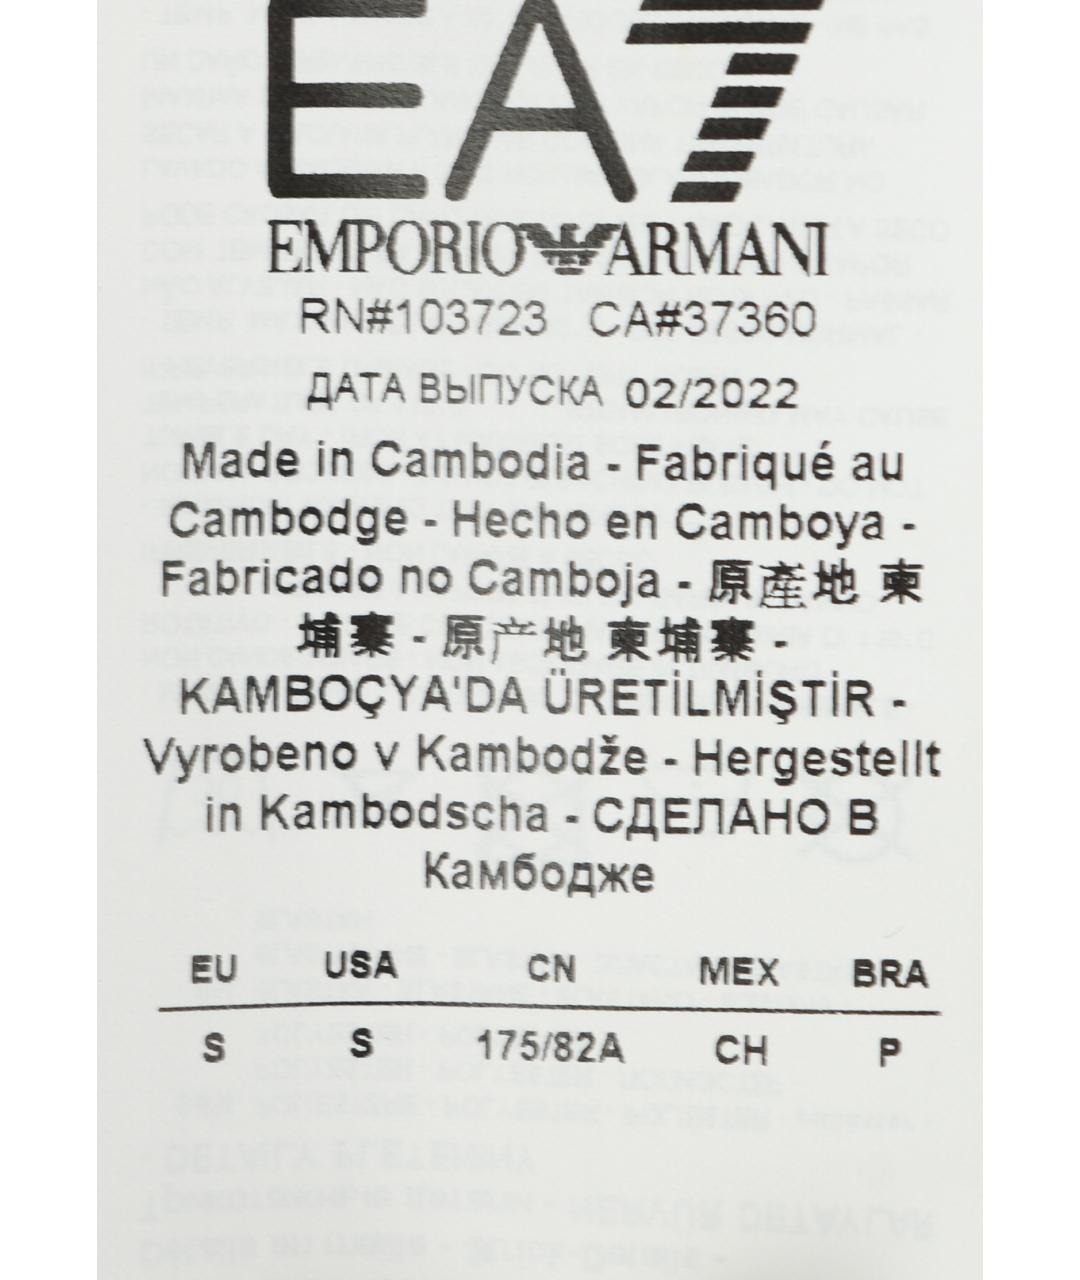 EA7
EMPORIO ARMANI
RN#103723 CA#37360
ДАТА ВЫПУСКА 02/2022
Made in Cambodia - Fabriqué au
Cambodge - Hecho en Camboya -
Fabricado no Camboja - 原產地 柬
埔寨 - 原产地 柬埔寨 -
KAMBOÇYA'DA ÜRETİLMİŞTİR -
Vyrobeno v Kambodže - Hergestellt
in Kambodscha - СДЕЛАНО В
Камбодже
EU USA CN MEX BRA
S S 175/82A CH P